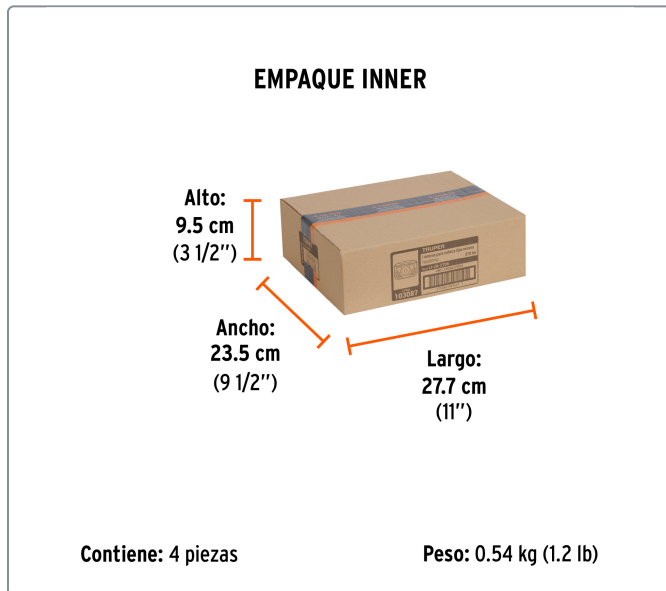 EMPAQUE INNER
Alto:
9.5 cm
(3 1/2″)
TRUPER
103087
Ancho:
23.5 cm
(9 1/2″)
Largo:
27.7 cm
(11″)
Contiene: 4 piezas
Peso: 0.54 kg (1.2 lb)